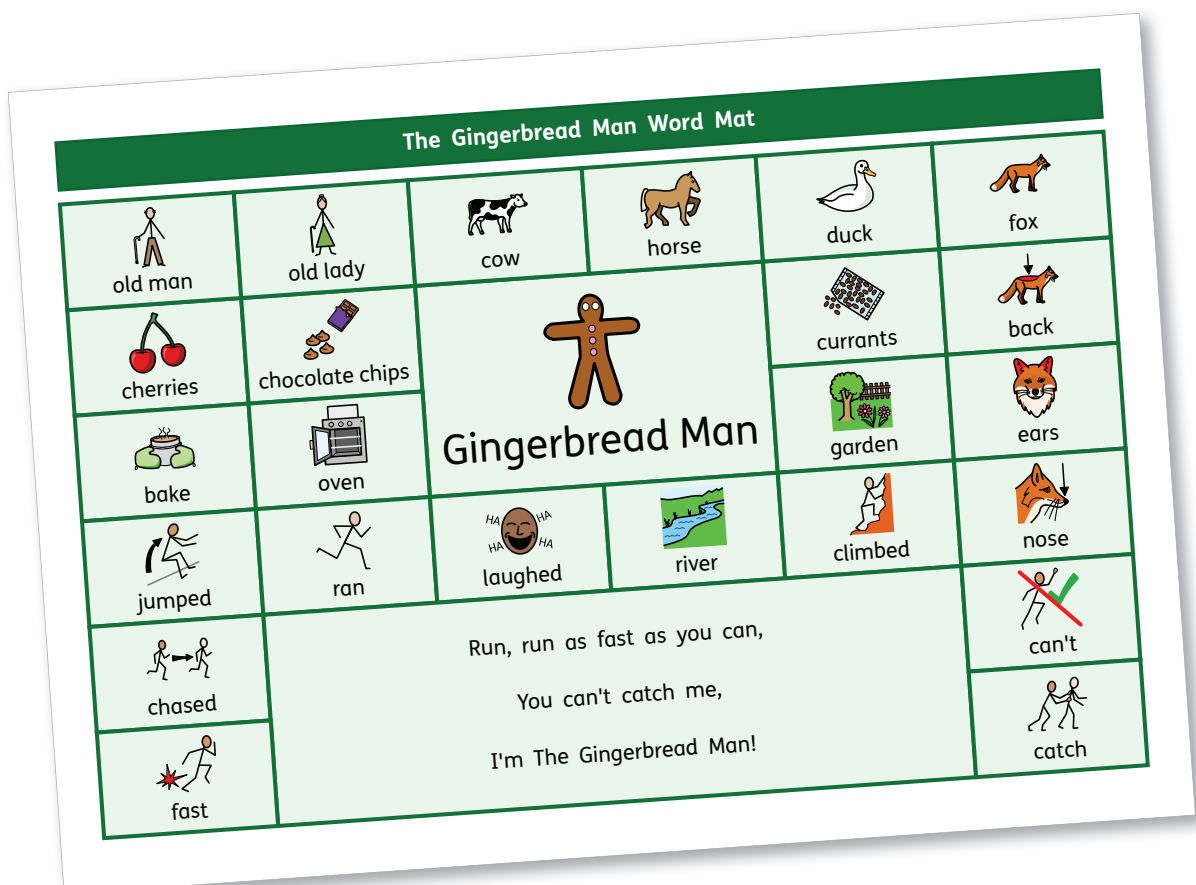 The Gingerbread Man Word Mat
old man
old lady
cow
horse
duck
fox
cherries
chocolate chips
Gingerbread Man
currants
back
bake
oven
garden
ears
jumped
ran
HA HA
HA HA
laughed
river
climbed
nose
chased
Run, run as fast as you can,
You can't catch me,
I'm The Gingerbread Man!
can't
fast
catch